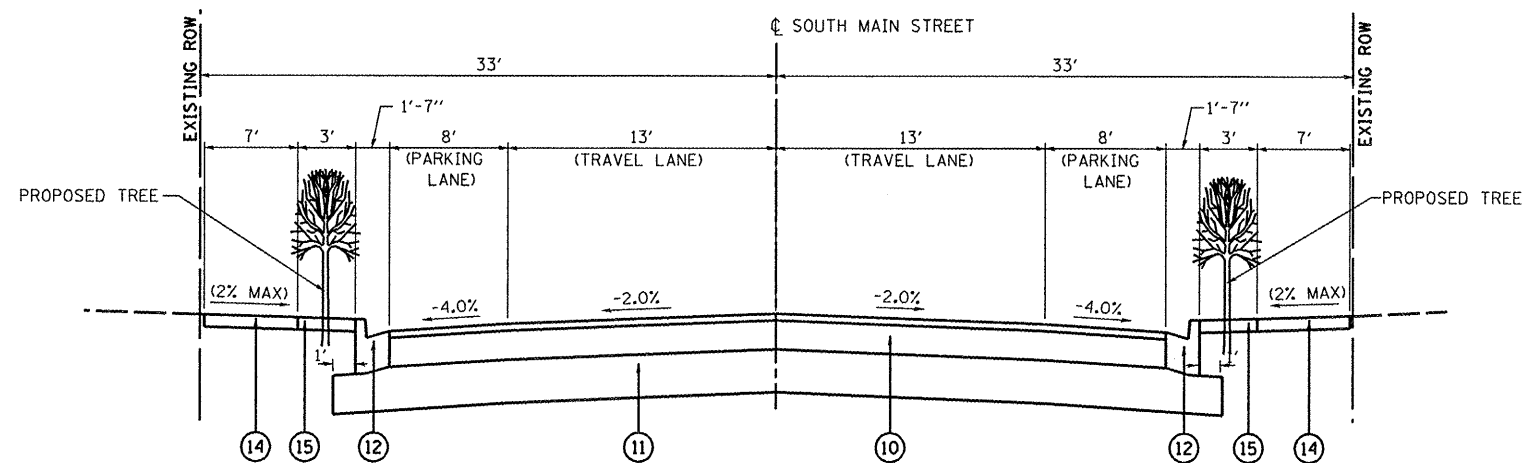 ℄ SOUTH MAIN STREET
EXISTING ROW
EXISTING ROW
33'
33'
1'-7"
1'-7"
7'
3'
8'
13'
13'
8'
3'
7'
(PARKING
LANE)
(TRAVEL LANE)
(TRAVEL LANE)
(PARKING
LANE)
PROPOSED TREE
PROPOSED TREE
(2% MAX)
-4.0%
-2.0%
-2.0%
-4.0%
(2% MAX)
1'
14
15
12
11
10
12
15
14